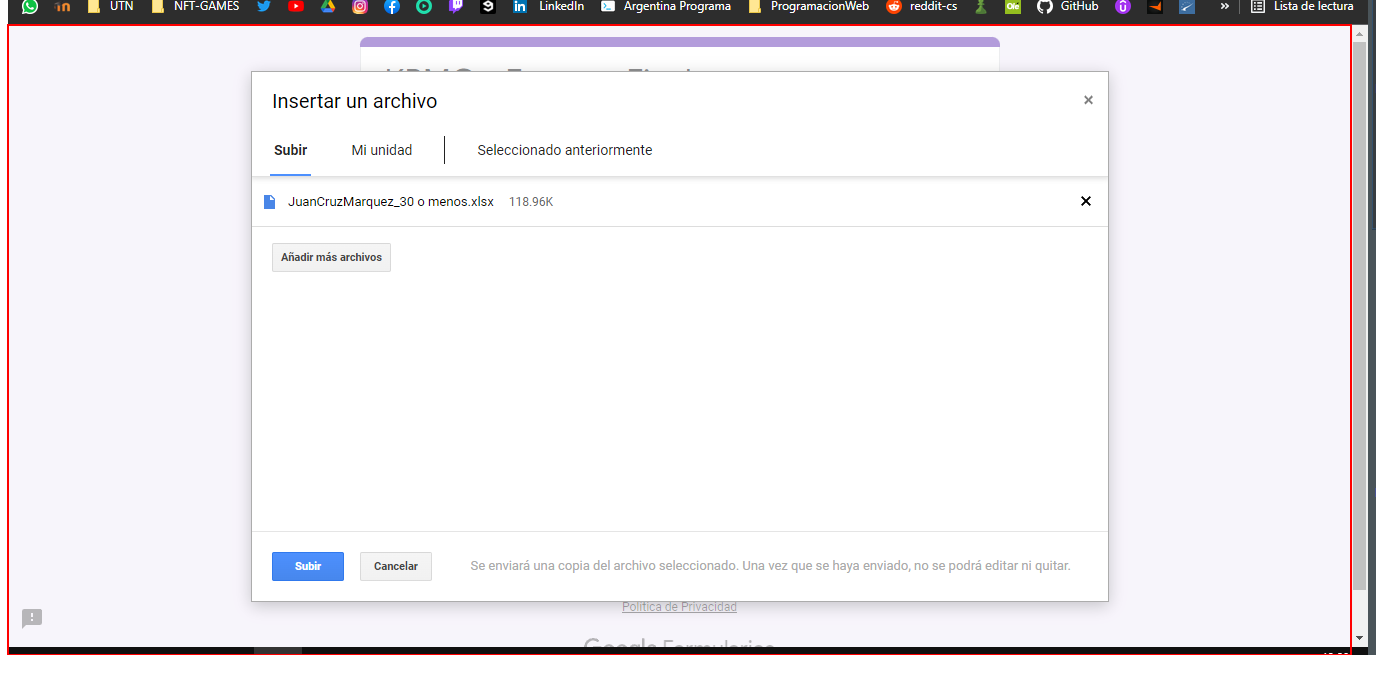 UTN NFT-GAMES LinkedIn Argentina Programa ProgramacionWeb reddit-cs Ofe GitHub » Lista de lectura
Insertar un archivo
Subir Mi unidad Seleccionado anteriormente
JuanCruzMarquez_30 o menos.xlsx 118.96K
Añadir más archivos
Subir Cancelar Se enviará una copia del archivo seleccionado. Una vez que se haya enviado, no se podrá editar ni quitar.
Política de Privacidad
Google Formularios